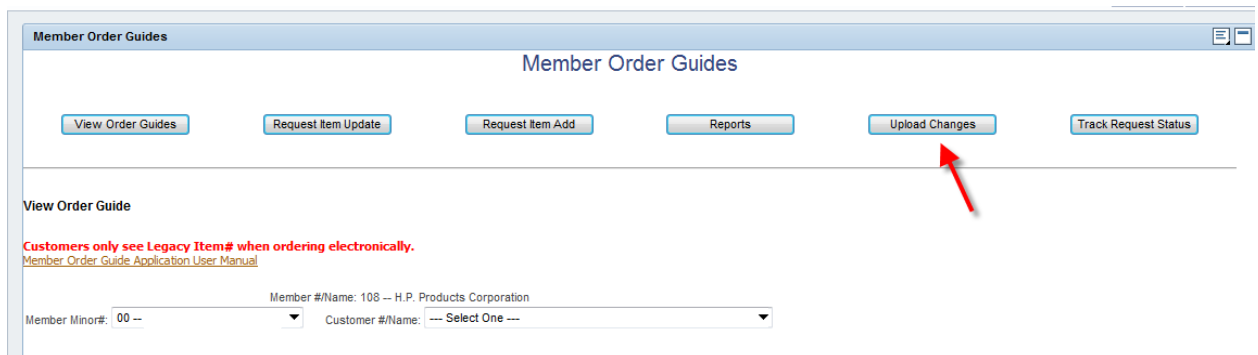 Member Order Guides
Member Order Guides
View Order Guides Request Item Update Request Item Add Reports Upload Changes Track Request Status
View Order Guide
Customers only see Legacy Item# when ordering electronically.
Member Order Guide Application User Manual
Member #/Name: 108 -- H.P. Products Corporation
Member Minor#: 00 -- Customer #/Name: --- Select One ---